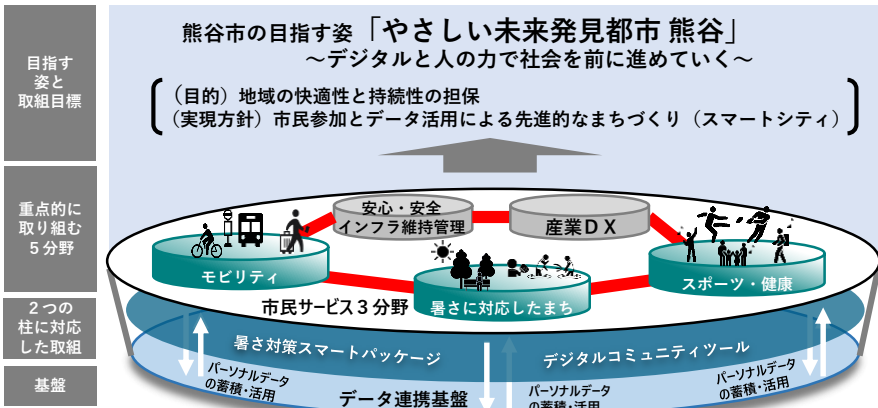 目指す
姿と
取組目標
熊谷市の目指す姿「やさしい未来発見都市 熊谷」
～デジタルと人の力で社会を前に進めていく～
（目的）地域の快適性と持続性の担保
（実現方針）市民参加とデータ活用による先進的なまちづくり（スマートシティ）
重点的に
取り組む
５分野
安心・安全
インフラ維持管理
産業ＤＸ
モビリティ
暑さに対応したまち
スポーツ・健康
市民サービス３分野
２つの
柱に対応
した取組
暑さ対策スマートパッケージ
デジタルコミュニティツール
基盤
パーソナルデータ
の蓄積・活用
データ連携基盤
パーソナルデータ
の蓄積・活用
パーソナルデータ
の蓄積・活用